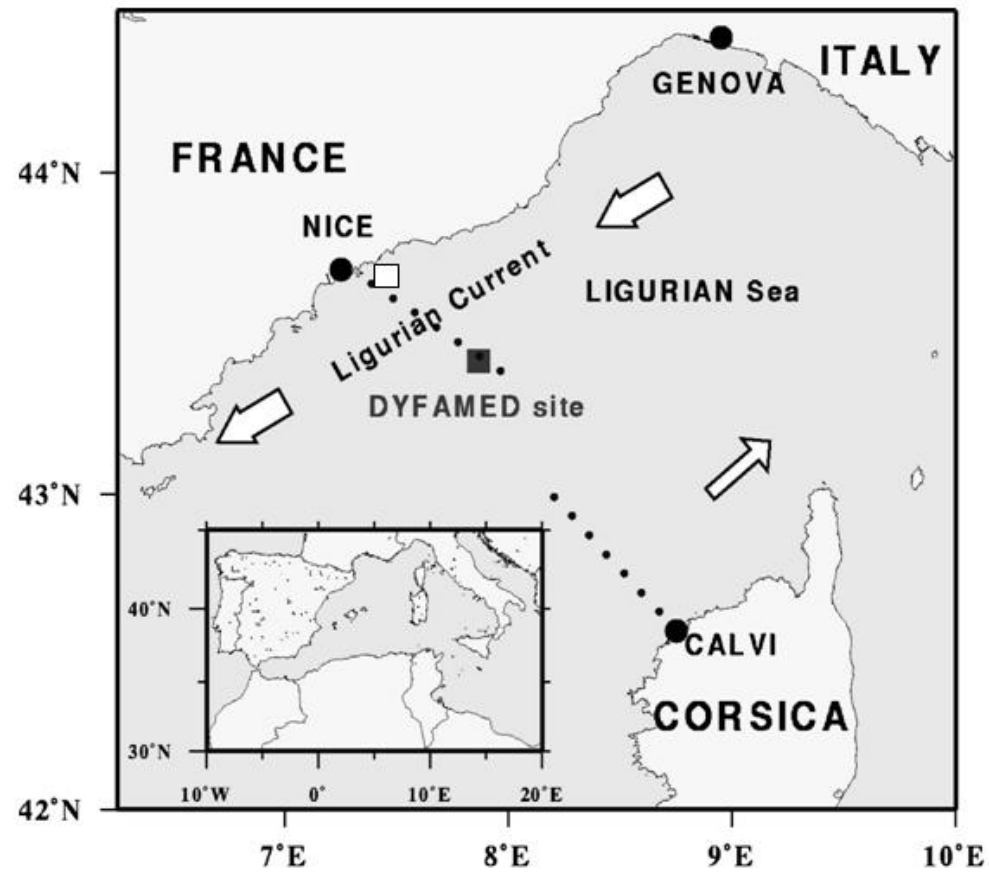 ITALY
GENOVA
44°N
FRANCE
NICE
Ligurian Current
LIGURIAN Sea
DYFAMED site
43°N
40°N
30°N
10°W 0° 10°E 20°E
CALVI
CORSICA
42°N
7°E 8°E 9°E 10°E